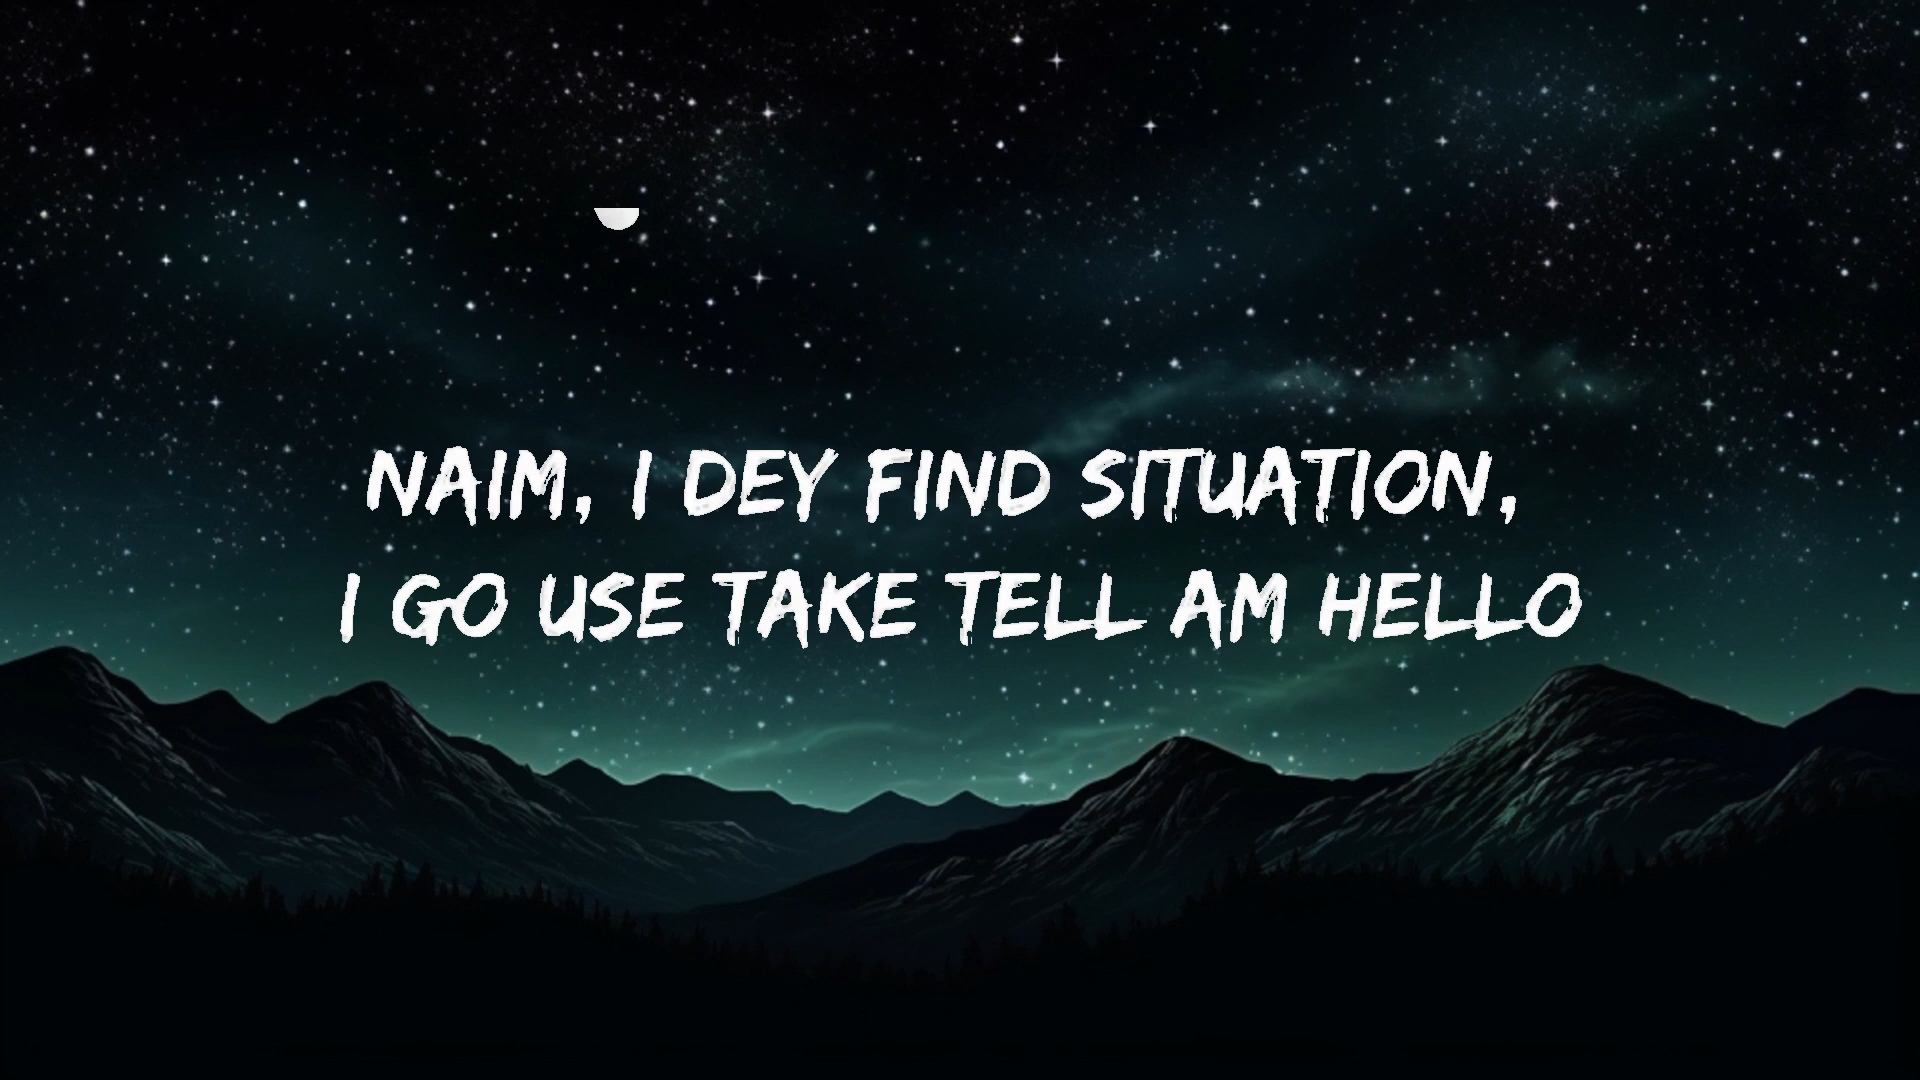 NAIM, I DEY FIND SITUATION,
I GO USE TAKE TELL AM HELLO